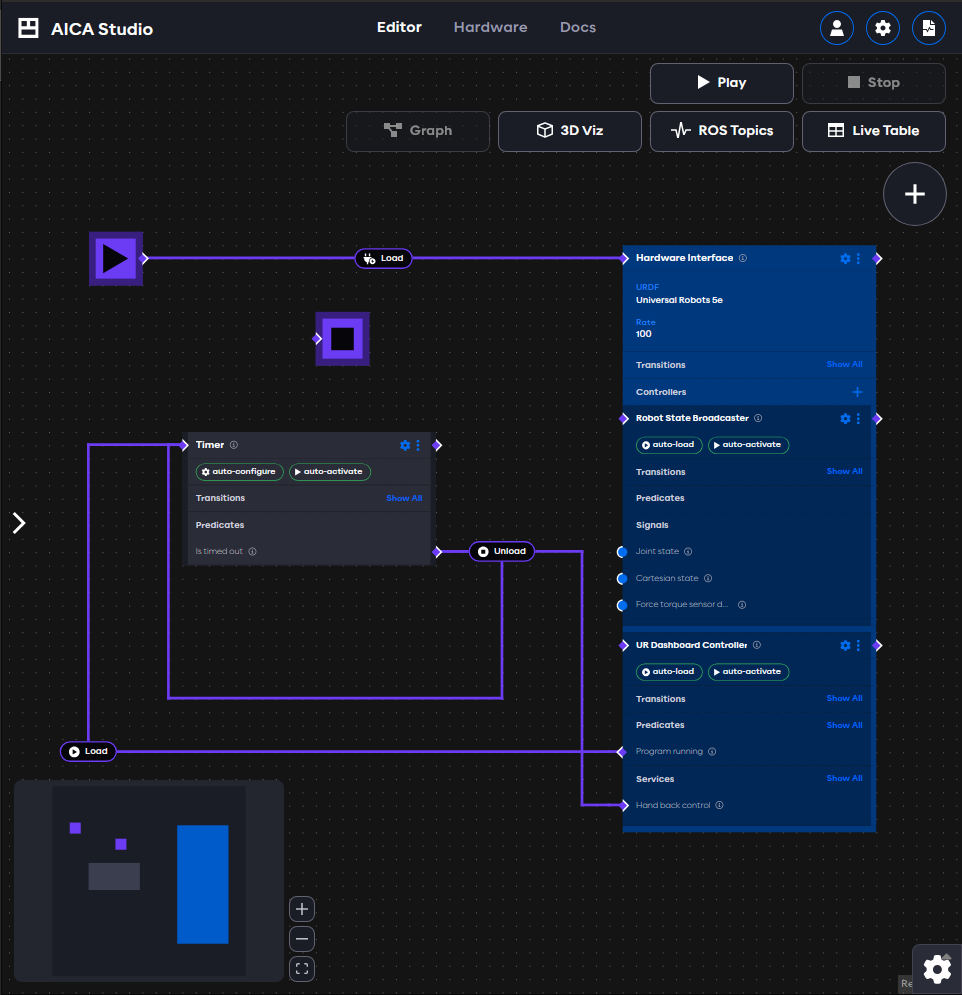 AICA Studio
Editor
Hardware
Docs
Play
Stop
Graph
3D Viz
ROS Topics
Live Table
Load
Hardware Interface
URDF
Universal Robots 5e
Rate
100
Transitions
Show All
Controllers
Robot State Broadcaster
auto-load
auto-activate
Transitions
Show All
Predicates
Signals
Joint state
Cartesian state
Force torque sensor d...
Timer
auto-configure
auto-activate
Transitions
Show All
Predicates
Is timed out
Unload
UR Dashboard Controller
auto-load
auto-activate
Transitions
Show All
Predicates
Show All
Load
Program running
Services
Show All
Hand back control